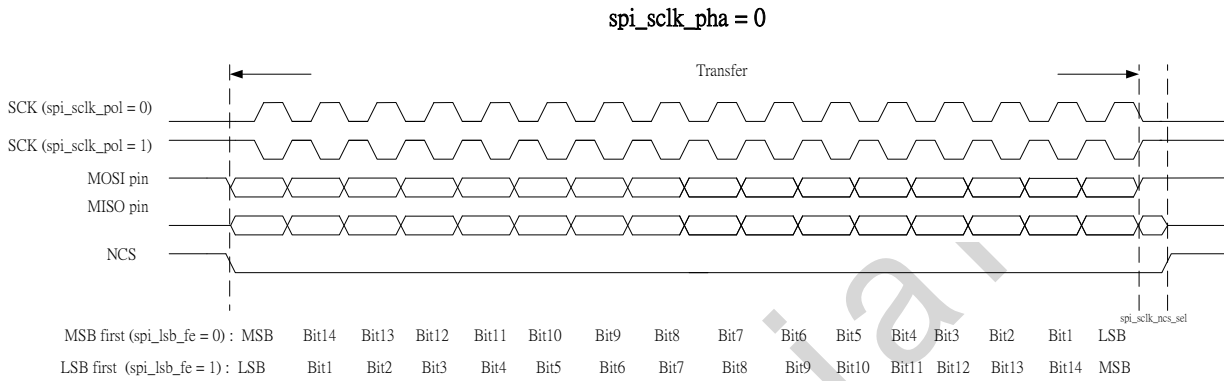 spi_sclk_pha = 0
Transfer
SCK (spi_sclk_pol = 0)
SCK (spi_sclk_pol = 1)
MOSI pin
MISO pin
NCS
spi_sclk_ncs_sel
MSB first (spi_lsb_fe = 0) : MSB Bit14 Bit13 Bit12 Bit11 Bit10 Bit9 Bit8 Bit7 Bit6 Bit5 Bit4 Bit3 Bit2 Bit1 LSB
LSB first (spi_lsb_fe = 1) : LSB Bit1 Bit2 Bit3 Bit4 Bit5 Bit6 Bit7 Bit8 Bit9 Bit10 Bit11 Bit12 Bit13 Bit14 MSB